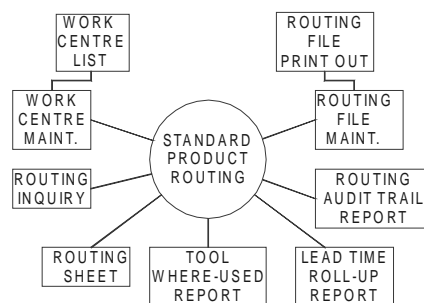 WORK
CENTRE
LIST
ROUTING
FILE
PRINT OUT
WORK
CENTRE
MAINT.
STANDARD
PRODUCT
ROUTING
ROUTING
FILE
MAINT.
ROUTING
INQUIRY
ROUTING
AUDIT TRAIL
REPORT
ROUTING
SHEET
TOOL
WHERE-USED
REPORT
LEAD TIME
ROLL-UP
REPORT